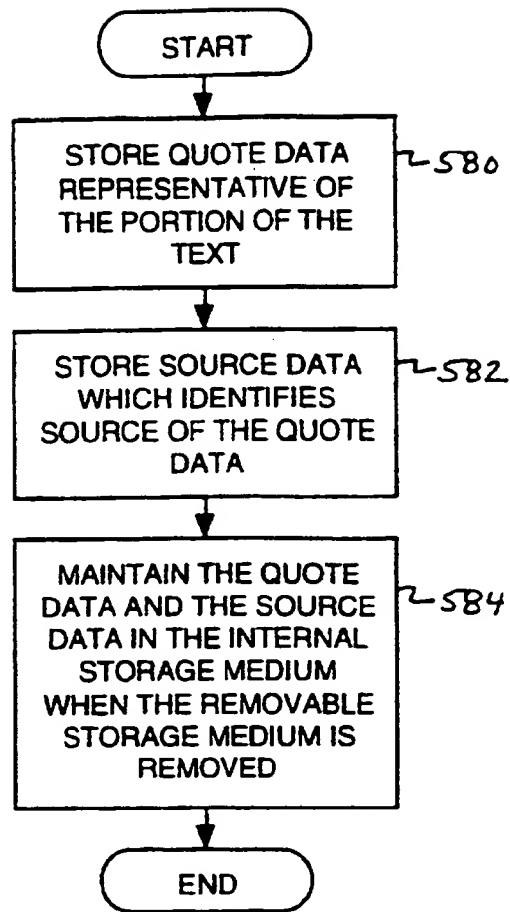 START
STORE QUOTE DATA
REPRESENTATIVE OF
THE PORTION OF THE
TEXT
580
STORE SOURCE DATA
WHICH IDENTIFIES
SOURCE OF THE QUOTE
DATA
582
MAINTAIN THE QUOTE
DATA AND THE SOURCE
DATA IN THE INTERNAL
STORAGE MEDIUM
WHEN THE REMOVABLE
STORAGE MEDIUM IS
REMOVED
584
END